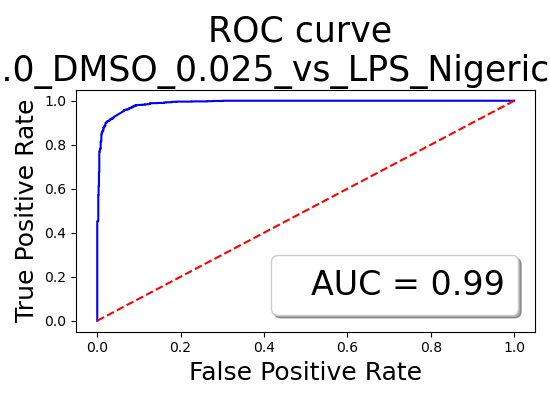 ROC curve
.0_DMSO_0.025_vs_LPS_Nigeric
True Positive Rate
1.0
0.8
0.6
0.4
0.2
0.0
AUC = 0.99
0.0 0.2 0.4 0.6 0.8 1.0
False Positive Rate